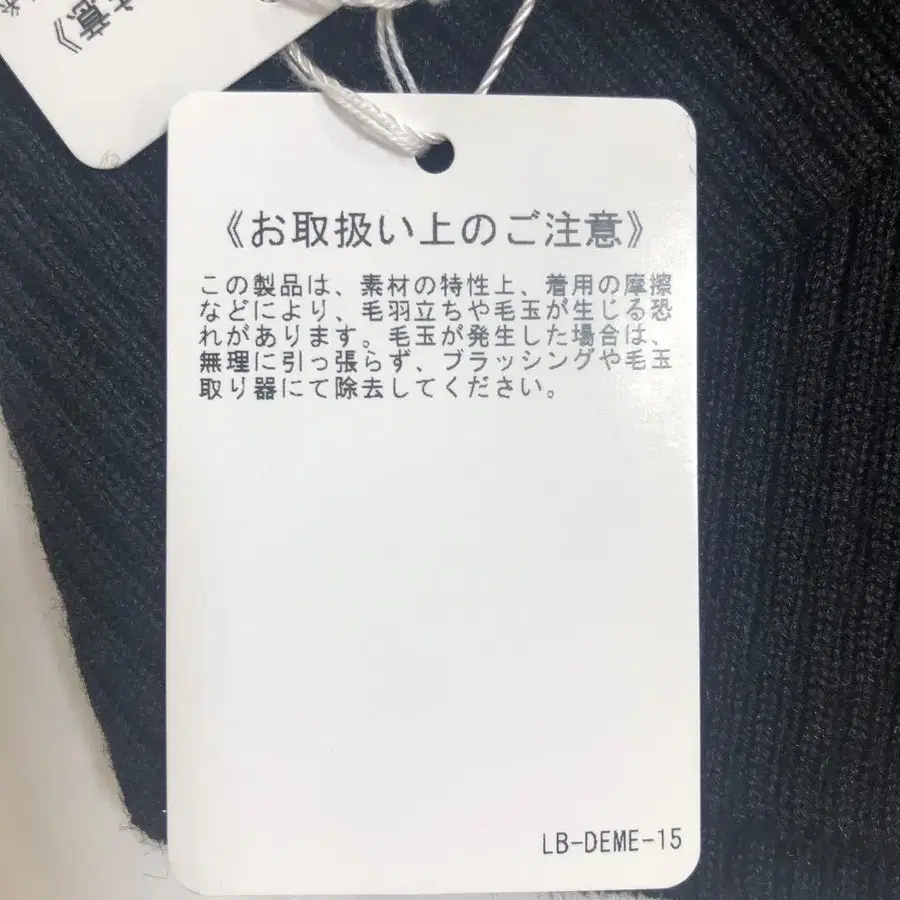 注意》
《お取扱い上のご注意》
この製品は、素材の特性上、着用の摩擦
などにより、毛羽立ちや毛玉が生じる恐
れがあります。毛玉が発生した場合は、
無理に引っ張らず、ブラッシングや毛玉
取り器にて除去してください。
LB-DEME-15